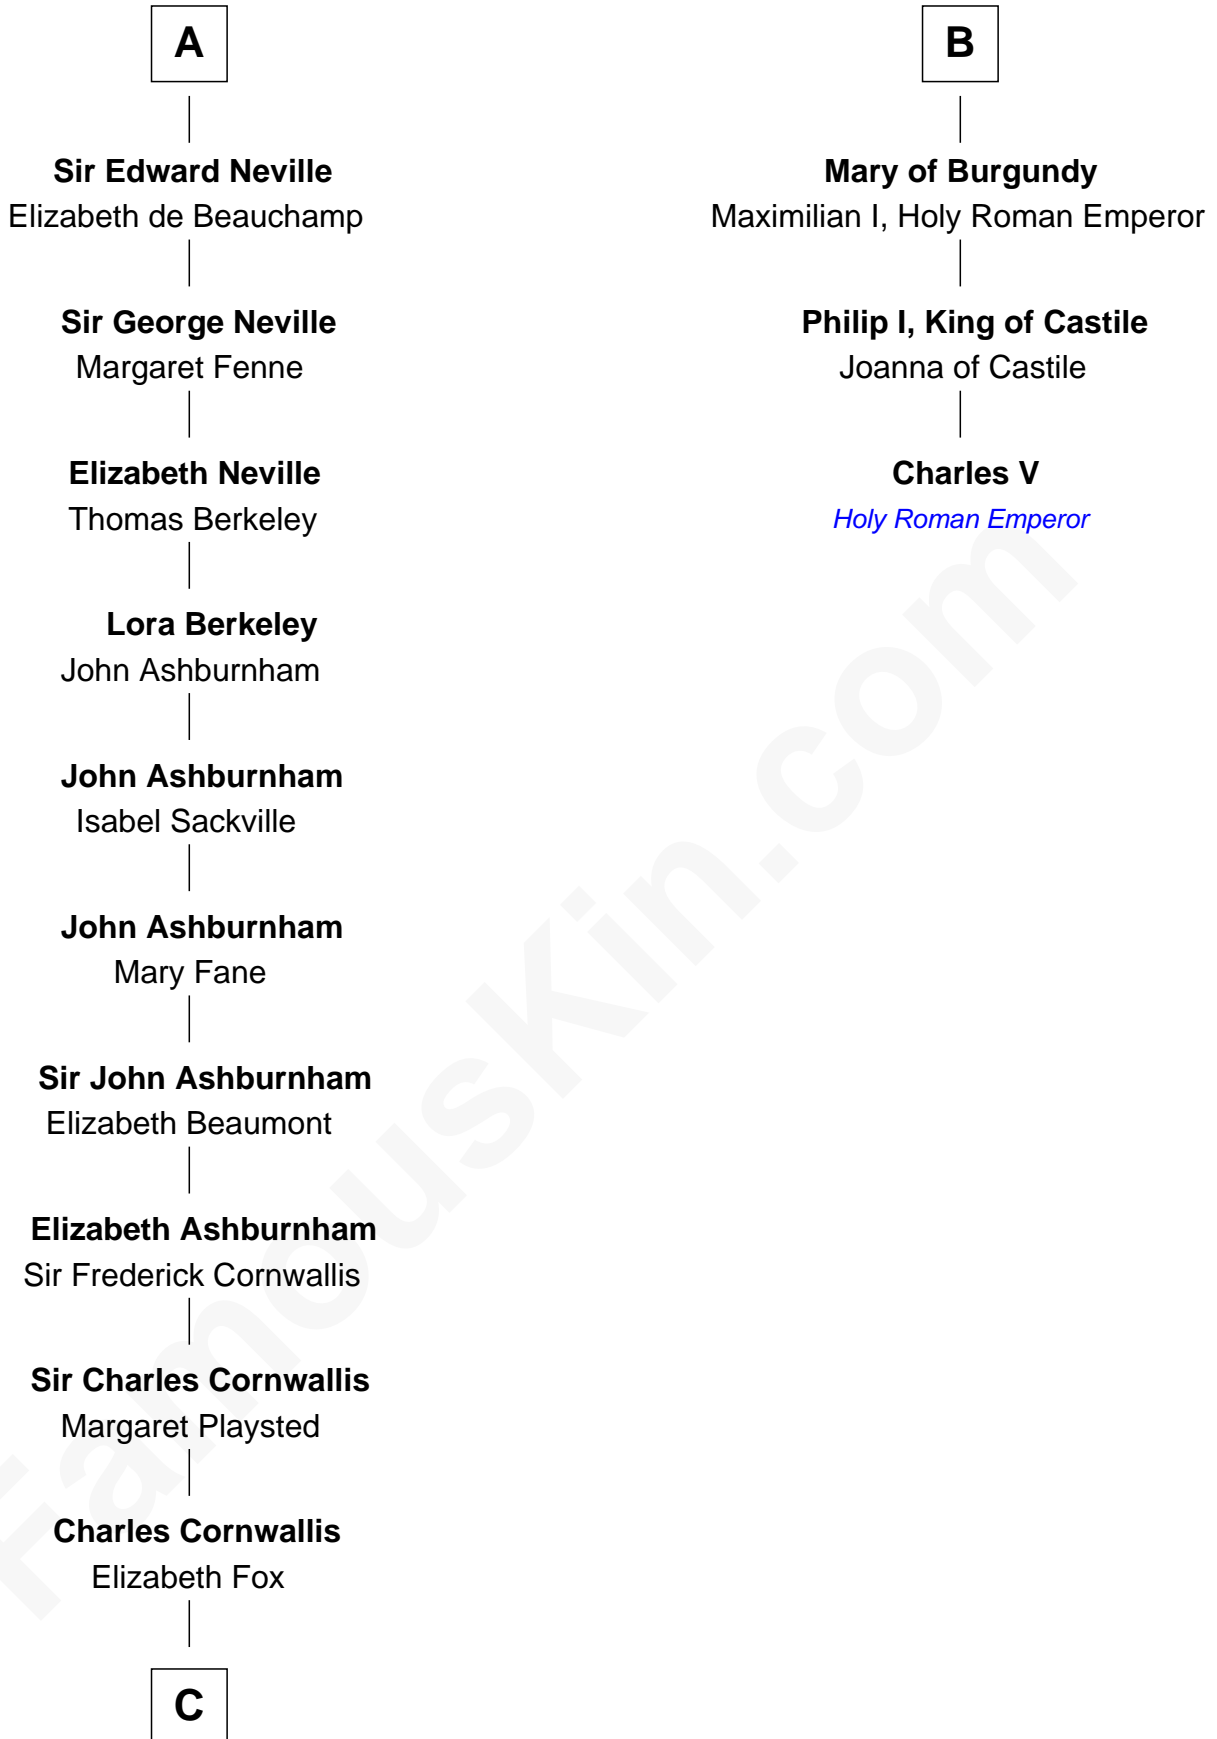 A
Sir Edward Neville
Elizabeth de Beauchamp
Sir George Neville
Margaret Fenne
Elizabeth Neville
Thomas Berkeley
Lora Berkeley
John Ashburnham
John Ashburnham
Isabel Sackville
John Ashburnham
Mary Fane
Sir John Ashburnham
Elizabeth Beaumont
Elizabeth Ashburnham
Sir Frederick Cornwallis
Sir Charles Cornwallis
Margaret Playsted
Charles Cornwallis
Elizabeth Fox
C
B
Mary of Burgundy
Maximilian I, Holy Roman Emperor
Philip I, King of Castile
Joanna of Castile
Charles V
Holy Roman Emperor
FamousKin.com